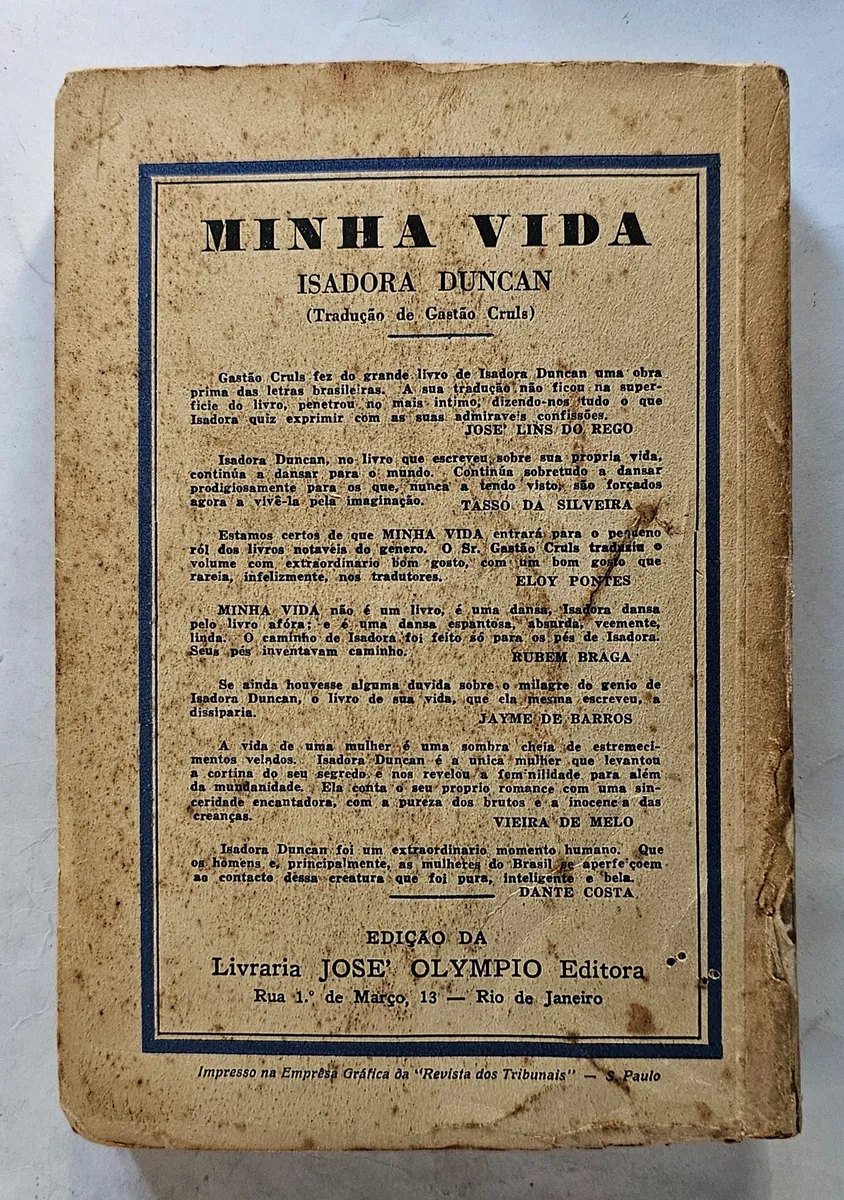 MINHA VIDA
ISADORA DUNCAN
(Tradução de Gastão Cruls)
Gastão Cruls fez do grande livro de Isadora Duncan uma obra
prima das letras brasileiras. A sua tradução não ficou na super-
ficie do livro, penetrou no mais intimo, dizendo-nos tudo o que
Isadora quiz exprimir com as suas admiraveis confissões.
JOSE' LINS DO REGO
Isadora Duncan, no livro que escreveu sobre sua propria vida,
continúa a dansar para o mundo. Continúa sobretudo a dansar
prodigiosamente para os que, nunca a tendo visto, são forçados
agora a vivê-la pela imaginação.
TASSO DA SILVEIRA
Estamos certos de que MINHA VIDA entrará para o pequeno
ról dos livros notaveis do genero. O Sr. Gastão Cruls traduziu o
volume com extraordinario bom gosto, com um bom gosto que
rareia, infelizmente, nos tradutores.
ELOY PONTES
MINHA VIDA não é um livro, é uma dansa, Isadora dansa
pelo livro afóra; e é uma dansa espantosa, absurda, veemente,
linda. O caminho de Isadora foi feito só para os pés de Isadora.
Seus pés inventavam caminho.
RUBEM BRAGA
Se ainda houvesse alguma duvida sobre o milagre do genio de
Isadora Duncan, o livro de sua vida, que ela mesma escreveu, a
dissiparia.
JAYME DE BARROS
A vida de uma mulher é uma sombra cheia de estremeci-
mentos velados. Isadora Duncan é a unica mulher que levantou
a cortina do seu segredo e nos revelou a feminilidade para além
da mundanidade. Ela conta o seu proprio romance com uma sin-
ceridade encantadora, com a pureza dos brutos e a inocencia das
creanças.
VIEIRA DE MELO
Isadora Duncan foi um extraordinario momento humano. Que
os homens e, principalmente, as mulheres do Brasil se aperfeiçoem
ao contacto dessa creatura que foi pura, inteligente e bela.
DANTE COSTA
EDIÇÃO DA
Livraria JOSE' OLYMPIO Editora
Rua 1.º de Março, 13 — Rio de Janeiro
Impresso na Emprêsa Gráfica da "Revista dos Tribunais" — S. Paulo